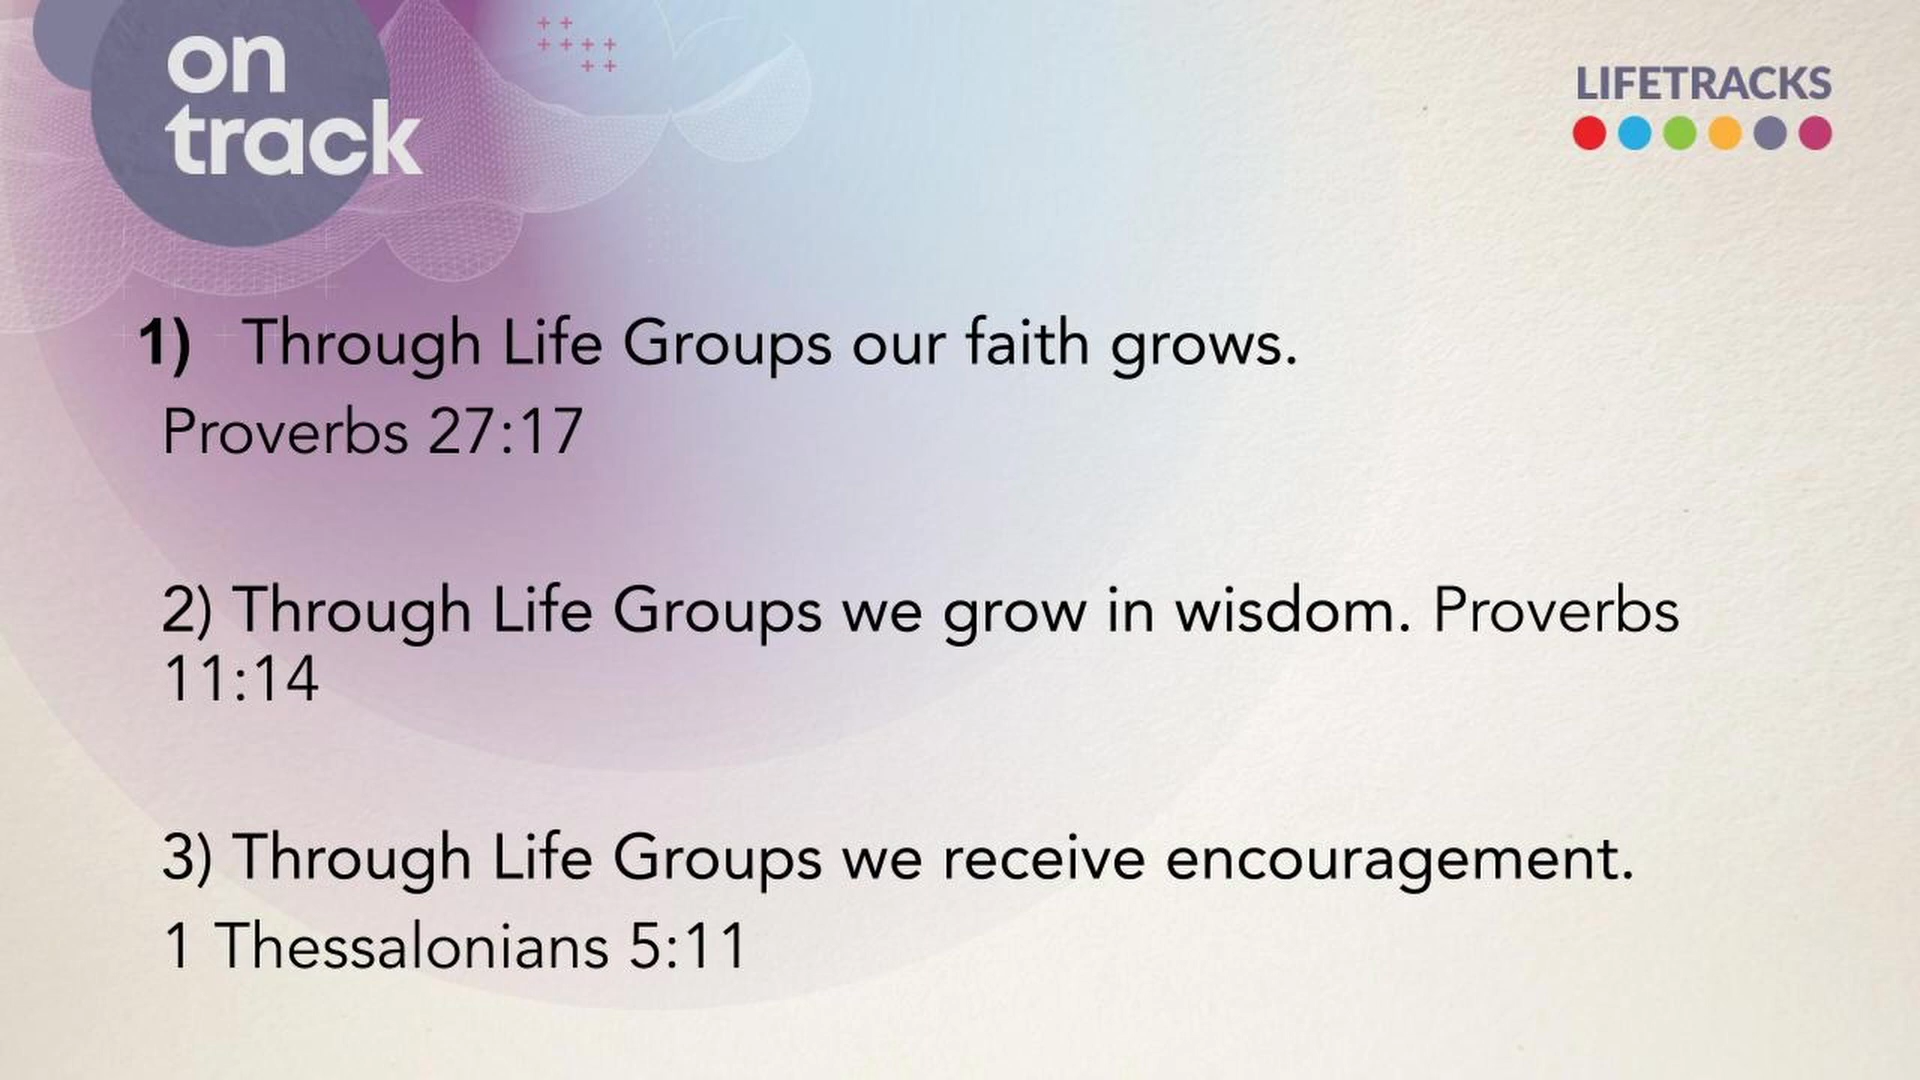 on
track
LIFETRACKS
1) Through Life Groups our faith grows.
Proverbs 27:17
2) Through Life Groups we grow in wisdom. Proverbs
11:14
3) Through Life Groups we receive encouragement.
1 Thessalonians 5:11